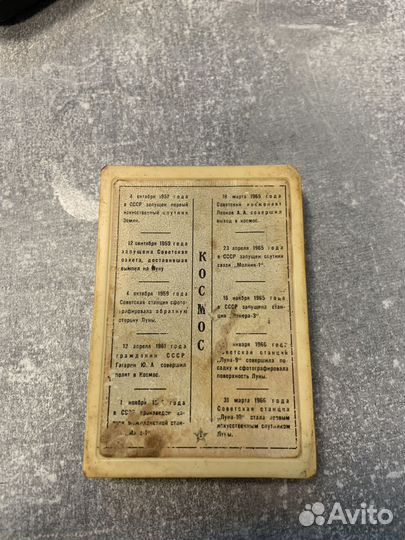 4 октября 1957 года
в СССР запущен первый
искусственный спутник
Земли.
12 сентября 1959 года
запущена Советская
ракета, доставившая
вымпел на Луну
4 октября 1959 года
Советская станция сфото-
графировала обратную
сторону Луны.
12 апреля 1961 года
гражданин СССР
Гагарин Ю. А совершил
полет в Космос.
1 ноября года
в СССР
стан-
КОСМОС
18 марта 1965 года
Советский космонавт
Леонов А. А. совершил
выход в космос.
23 апреля 1965 года
в СССР запущен спутник
связи „Молния-1"
16 ноября 1965 года
в СССР запущена стан-
ция „Венера-3"
января 1966 года
Советская станция
„Луна-9" совершила по-
садку и сфотографировала
поверхность Луны.
31 марта 1966 года
Советская станция
„Луна-10" стала первым
искусственным спутником
Луны.
Avito